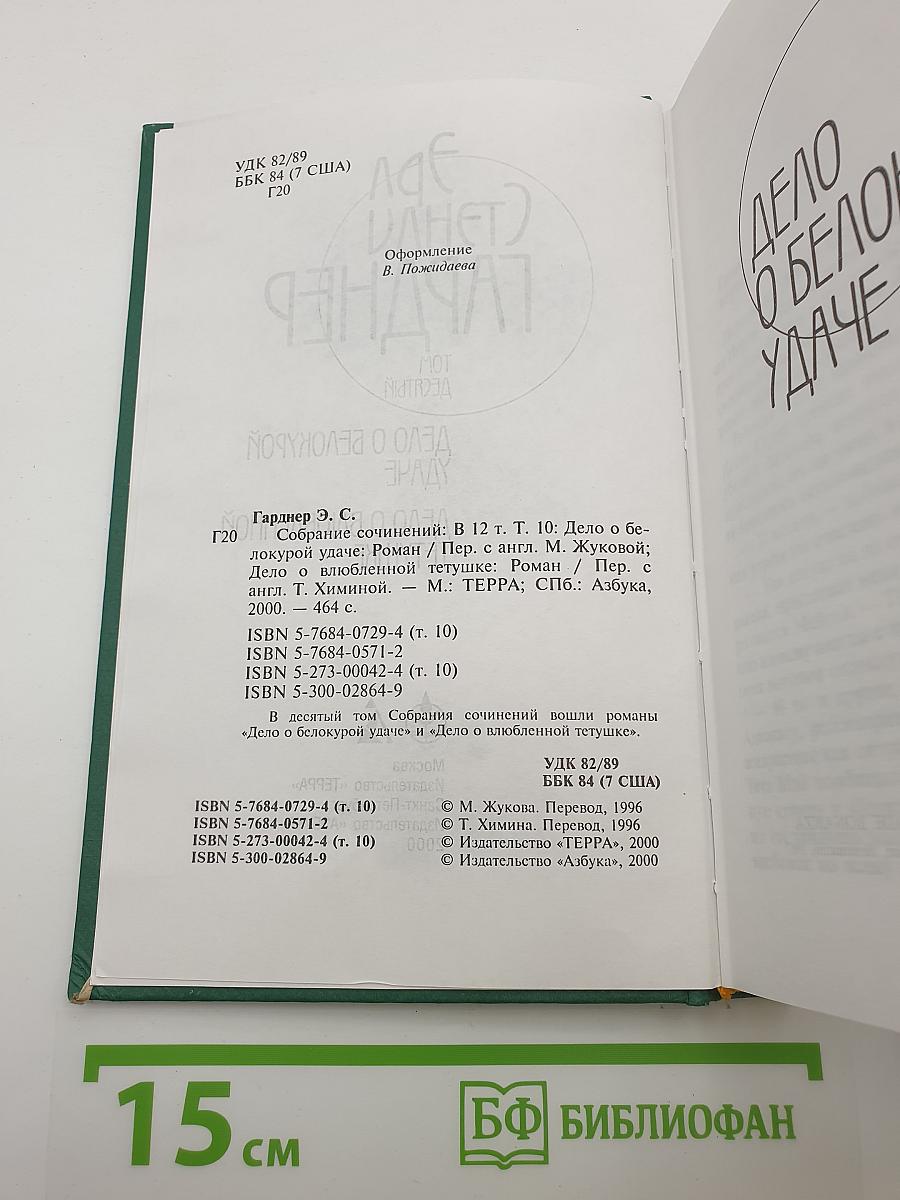 УДК 82/89
ББК 84 (7 США)
Г20
Оформление
В. Пожидаева
Гарднер Э. С.
Г20 Собрание сочинений: В 12 т. Т. 10: Дело о бе-
локурой удаче: Роман / Пер. с англ. М. Жуковой;
Дело о влюбленной тетушке: Роман / Пер. с
англ. Т. Химиной. — М.: ТЕРРА; СПб.: Азбука,
2000. — 464 с.
ISBN 5-7684-0729-4 (т. 10)
ISBN 5-7684-0571-2
ISBN 5-273-00042-4 (т. 10)
ISBN 5-300-02864-9
В десятый том Собрания сочинений вошли романы
«Дело о белокурой удаче» и «Дело о влюбленной тетушке».
УДК 82/89
ББК 84 (7 США)
ISBN 5-7684-0729-4 (т. 10)
ISBN 5-7684-0571-2
ISBN 5-273-00042-4 (т. 10)
ISBN 5-300-02864-9
© М. Жукова. Перевод, 1996
© Т. Химина. Перевод, 1996
© Издательство «ТЕРРА», 2000
© Издательство «Азбука», 2000
ДЕЛО
О БЕЛОК
УДАЧЕ
15 см
БФ БИБЛИОФАН